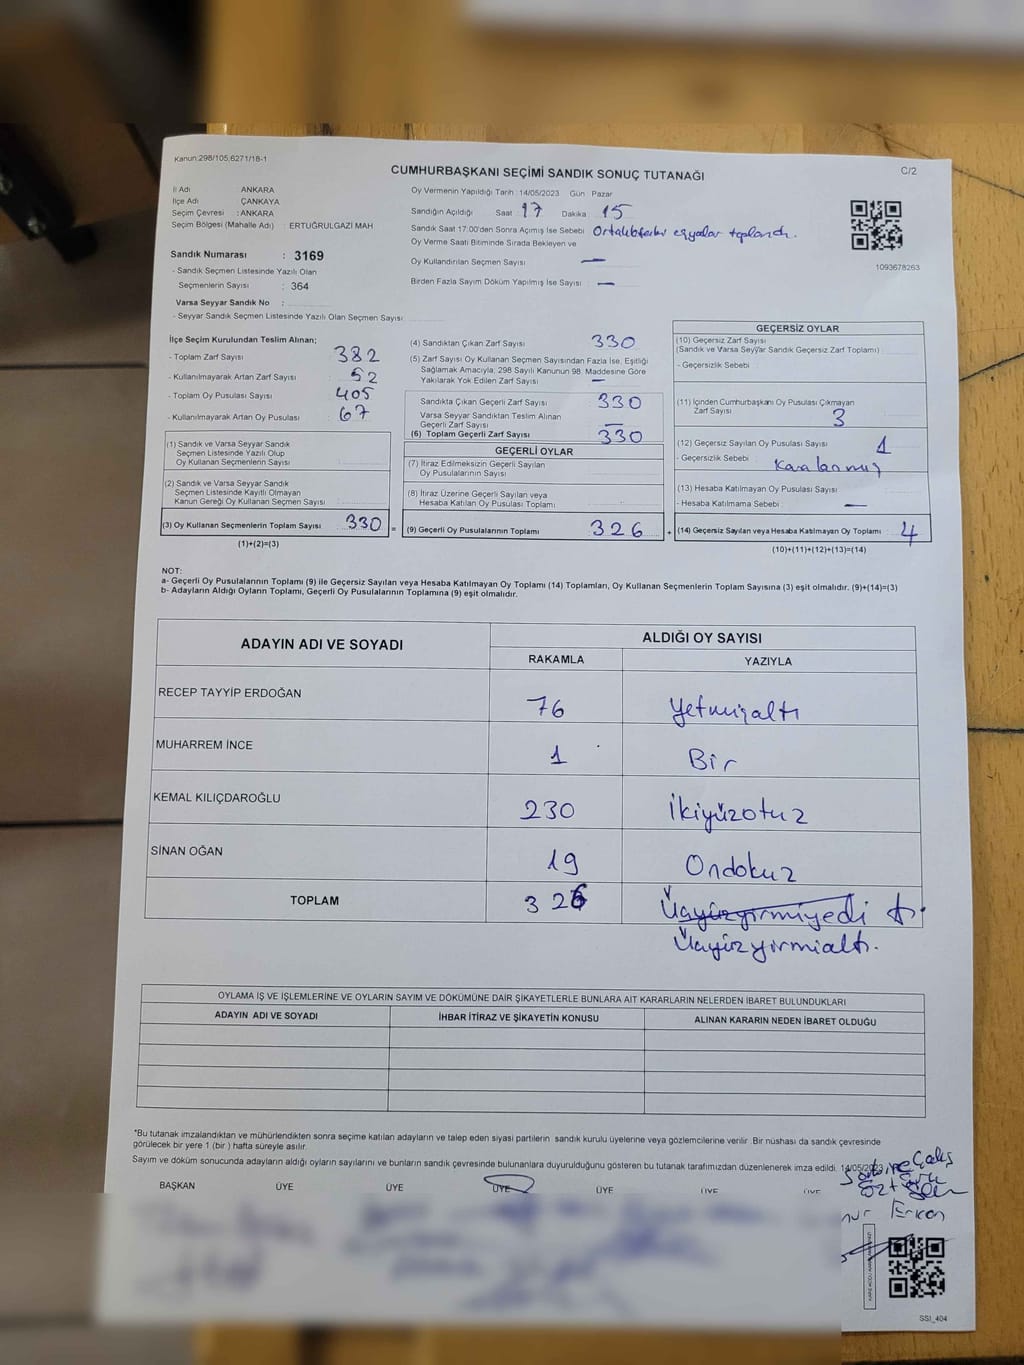 Kanun:298/105,6271/18-1
CUMHURBAŞKANI SEÇİMİ SANDIK SONUÇ TUTANAĞI
C/2
İl Adı ANKARA
İlçe Adı ÇANKAYA
Seçim Çevresi : ANKARA
Seçim Bölgesi (Mahalle Adı) : ERTUĞRULGAZİ MAH
Sandık Numarası : 3169
- Sandık Seçmen Listesinde Yazılı Olan
Seçmenlerin Sayısı : 364
Varsa Seyyar Sandık No :
- Seyyar Sandık Seçmen Listesinde Yazılı Olan Seçmen Sayısı:
Oy Vermenin Yapıldığı Tarih : 14/05/2023 Gün Pazar
Sandığın Açıldığı Saat 17 Dakika 15
Sandık Saat 17:00'den Sonra Açımış İse Sebebi eşyalar toplandı.
Oy Verme Saati Bitiminde Sırada Bekleyen ve
Oy Kullandırılan Seçmen Sayısı —
Birden Fazla Sayım Döküm Yapılmış İse Sayısı —
1093678263
İlçe Seçim Kurulundan Teslim Alınan;
- Toplam Zarf Sayısı 382
- Kullanılmayarak Artan Zarf Sayısı 52
- Toplam Oy Pusulası Sayısı 405
- Kullanılmayarak Artan Oy Pusulası 67
(1) Sandık ve Varsa Seyyar Sandık
Seçmen Listesinde Yazılı Olup
Oy Kullanan Seçmenlerin Sayısı
(2) Sandık ve Varsa Seyyar Sandık
Seçmen Listesinde Kayıtlı Olmayan
Kanun Gereği Oy Kullanan Seçmen Sayısı
(3) Oy Kullanan Seçmenlerin Toplam Sayısı 330 =
(1)+(2)=(3)
(4) Sandıktan Çıkan Zarf Sayısı 330
(5) Zarf Sayısı Oy Kullanan Seçmen Sayısından Fazla İse, Eşitliği
Sağlamak Amacıyla, 298 Sayılı Kanunun 98. Maddesine Göre
Yakılarak Yok Edilen Zarf Sayısı —
Sandıkta Çıkan Geçerli Zarf Sayısı 330
Varsa Seyyar Sandıktan Teslim Alınan
Geçerli Zarf Sayısı —
(6) Toplam Geçerli Zarf Sayısı 330
GEÇERLİ OYLAR
(7) İtiraz Edilmeksizin Geçerli Sayılan
Oy Pusulalarının Sayısı
(8) İtiraz Üzerine Geçerli Sayılan veya
Hesaba Katılan Oy Pusulası Toplamı
(9) Geçerli Oy Pusulalarının Toplamı 326 +
GEÇERSİZ OYLAR
(10) Geçersiz Zarf Sayısı
(Sandık ve Varsa Seyyar Sandık Geçersiz Zarf Toplamı)
- Geçersizlik Sebebi
(11) İçinden Cumhurbaşkanı Oy Pusulası Çıkmayan
Zarf Sayısı 3
(12) Geçersiz Sayılan Oy Pusulası Sayısı 1
- Geçersizlik Sebebi Karalanmış
(13) Hesaba Katılmayan Oy Pusulası Sayısı
- Hesaba Katılmama Sebebi —
(14) Geçersiz Sayılan veya Hesaba Katılmayan Oy Toplamı 4
(10)+(11)+(12)+(13)=(14)
NOT:
a- Geçerli Oy Pusulalarının Toplamı (9) ile Geçersiz Sayılan veya Hesaba Katılmayan Oy Toplamı (14) Toplamları, Oy Kullanan Seçmenlerin Toplam Sayısına (3) eşit olmalıdır. (9)+(14)=(3)
b- Adayların Aldığı Oyların Toplamı, Geçerli Oy Pusulalarının Toplamına (9) eşit olmalıdır.
ADAYIN ADI VE SOYADI
ALDIĞI OY SAYISI
RAKAMLA YAZIYLA
RECEP TAYYİP ERDOĞAN 76 Yetmişaltı
MUHARREM İNCE 1 Bir
KEMAL KILIÇDAROĞLU 230 İkiyüzotuz
SİNAN OĞAN 19 Ondokuz
TOPLAM 326 Üçyüzyirmiyedi
Üçyüzyirmialtı.
OYLAMA İŞ VE İŞLEMLERİNE VE OYLARIN SAYIM VE DÖKÜMÜNE DAİR ŞİKAYETLERLE BUNLARA AİT KARARLARIN NELERDEN İBARET BULUNDUKLARI
ADAYIN ADI VE SOYADI İHBAR İTİRAZ VE ŞİKAYETİN KONUSU ALINAN KARARIN NEDEN İBARET OLDUĞU
*Bu tutanak imzalandıktan ve mühürlendikten sonra seçime katılan adayların ve talep eden siyasi partilerin sandık kurulu üyelerine veya gözlemcilerine verilir. Bir nüshası da sandık çevresinde
görülecek bir yere 1 (bir ) hafta süreyle asılır.
Sayım ve döküm sonucunda adayların aldığı oyların sayılarını ve bunların sandık çevresinde bulunanlara duyurulduğunu gösteren bu tutanak tarafımızdan düzenlenerek imza edildi. 14/05/2023
BAŞKAN ÜYE ÜYE ÜYE ÜYE ÜYE ÜYE
SSI_404